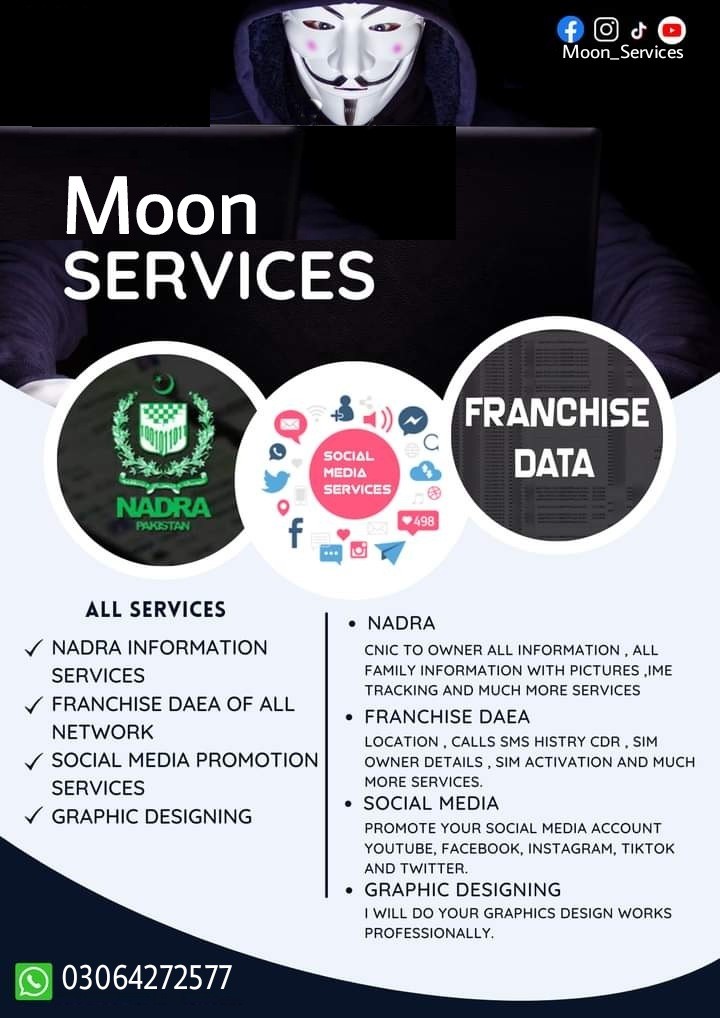 Moon_Services
Moon
SERVICES
NADRA
PAKISTAN
SOCIAL
MEDIA
SERVICES
498
FRANCHISE
DATA
ALL SERVICES
NADRA INFORMATION
SERVICES
FRANCHISE DAEA OF ALL
NETWORK
SOCIAL MEDIA PROMOTION
SERVICES
GRAPHIC DESIGNING
NADRA
CNIC TO OWNER ALL INFORMATION , ALL
FAMILY INFORMATION WITH PICTURES ,IME
TRACKING AND MUCH MORE SERVICES
FRANCHISE DAEA
LOCATION , CALLS SMS HISTRY CDR , SIM
OWNER DETAILS , SIM ACTIVATION AND MUCH
MORE SERVICES.
SOCIAL MEDIA
PROMOTE YOUR SOCIAL MEDIA ACCOUNT
YOUTUBE, FACEBOOK, INSTAGRAM, TIKTOK
AND TWITTER.
GRAPHIC DESIGNING
I WILL DO YOUR GRAPHICS DESIGN WORKS
PROFESSIONALLY.
03064272577